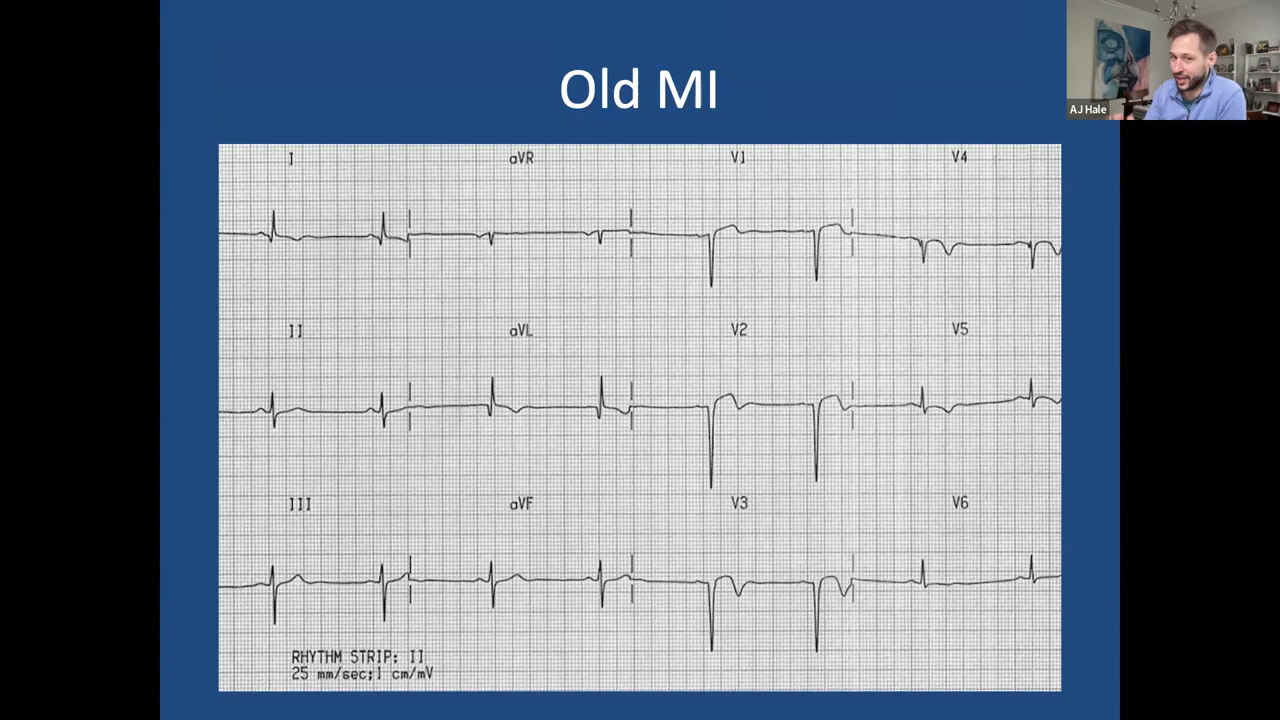 Old MI
AJ Hale
I aVR V1 V4
II aVL V2 V5
III aVF V3 V6
RHYTHM STRIP: II
25 mm/sec;1 cm/mV